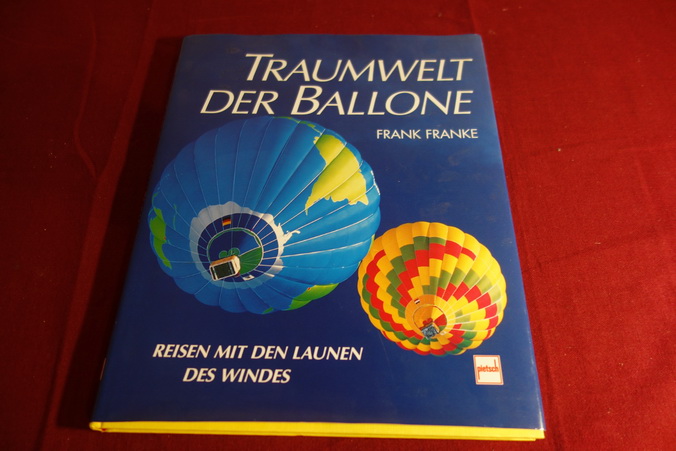 TRAUMWELT
DER BALLONE
FRANK FRANKE
REISEN MIT DEN LAUNEN
DES WINDES
pietsch